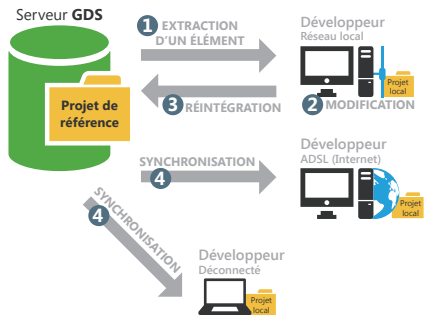 Serveur GDS
Projet de
référence
1 EXTRACTION
D'UN ÉLÉMENT
Développeur
Réseau local
Projet
local
2 MODIFICATION
3 RÉINTÉGRATION
SYNCHRONISATION
4
Développeur
ADSL (Internet)
Projet
local
SYNCHRONISATION
4
Développeur
Déconnecté
Projet
local